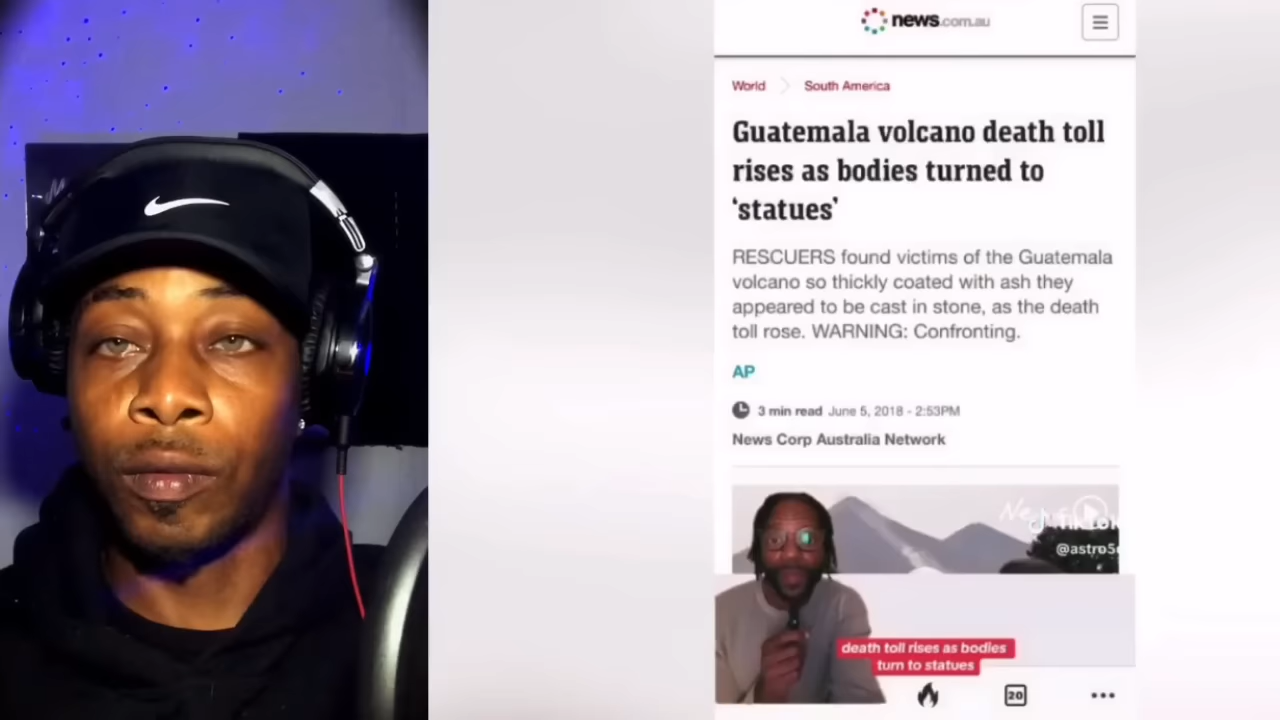 news.com.au
World
South America
Guatemala volcano death toll
rises as bodies turned to
‘statues’
RESCUERS found victims of the Guatemala
volcano so thickly coated with ash they
appeared to be cast in stone, as the death
toll rose. WARNING: Confronting.
AP
3 min read June 5, 2018 - 2:53PM
News Corp Australia Network
TikTok
@astro5
death toll rises as bodies
turn to statues
20